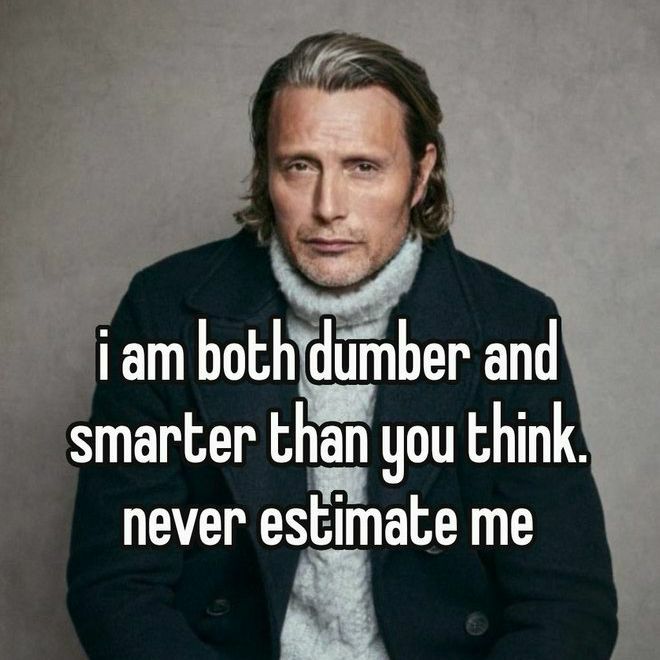 i am both dumber and
smarter than you think.
never estimate me